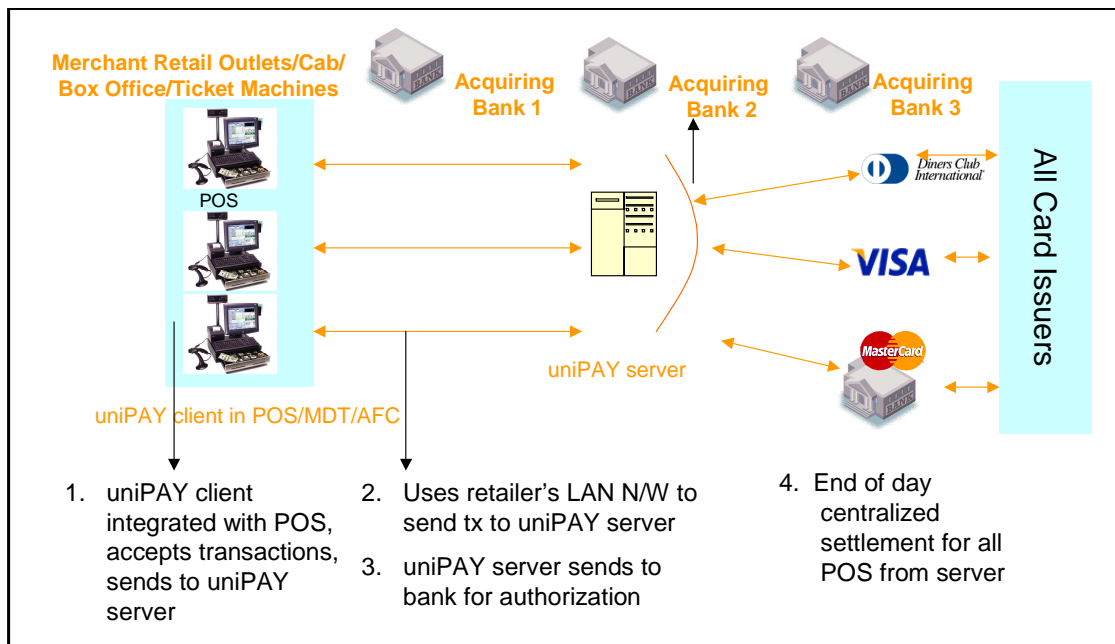 Merchant Retail Outlets/Cab/
Box Office/Ticket Machines
BANK
Acquiring
Bank 1
BANK
Acquiring
Bank 2
BANK
Acquiring
Bank 3
POS
Diners Club
International®
VISA
MasterCard
BANK
All Card Issuers
uniPAY server
uniPAY client in POS/MDT/AFC
1. uniPAY client
integrated with POS,
accepts transactions,
sends to uniPAY
server
2. Uses retailer's LAN N/W to
send tx to uniPAY server
3. uniPAY server sends to
bank for authorization
4. End of day
centralized
settlement for all
POS from server